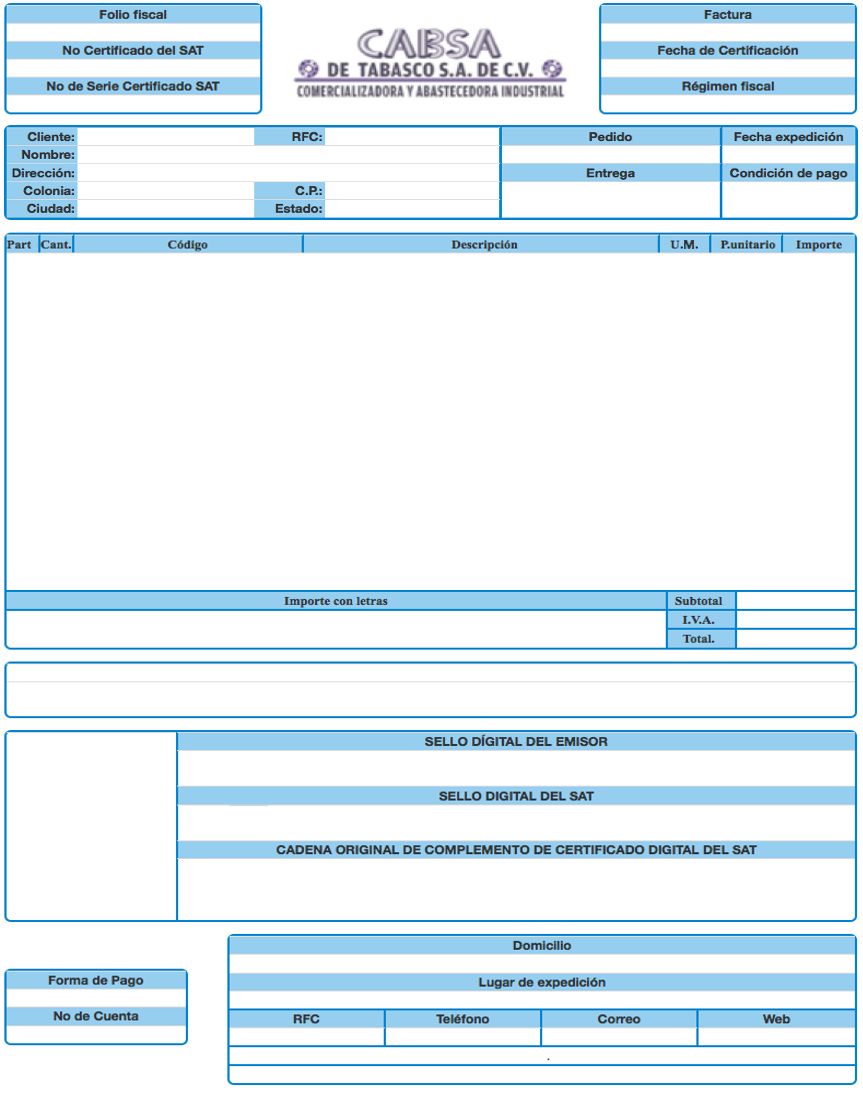 Folio fiscal
No Certificado del SAT
No de Serie Certificado SAT
CABSA
DE TABASCO S.A. DE C.V.
COMERCIALIZADORA Y ABASTECEDORA INDUSTRIAL
Factura
Fecha de Certificación
Régimen fiscal
Cliente: RFC:
Nombre:
Dirección:
Colonia: C.P.:
Ciudad: Estado:
Pedido Fecha expedición
Entrega Condición de pago
Part Cant. Código Descripción U.M. P.unitario Importe
Importe con letras Subtotal
I.V.A.
Total.
SELLO DÍGITAL DEL EMISOR
SELLO DIGITAL DEL SAT
CADENA ORIGINAL DE COMPLEMENTO DE CERTIFICADO DIGITAL DEL SAT
Forma de Pago
No de Cuenta
Domicilio
Lugar de expedición
RFC Teléfono Correo Web
.